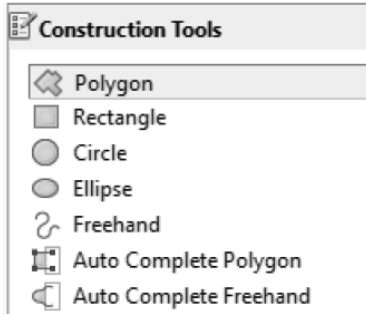 Construction Tools
Polygon
Rectangle
Circle
Ellipse
Freehand
Auto Complete Polygon
Auto Complete Freehand